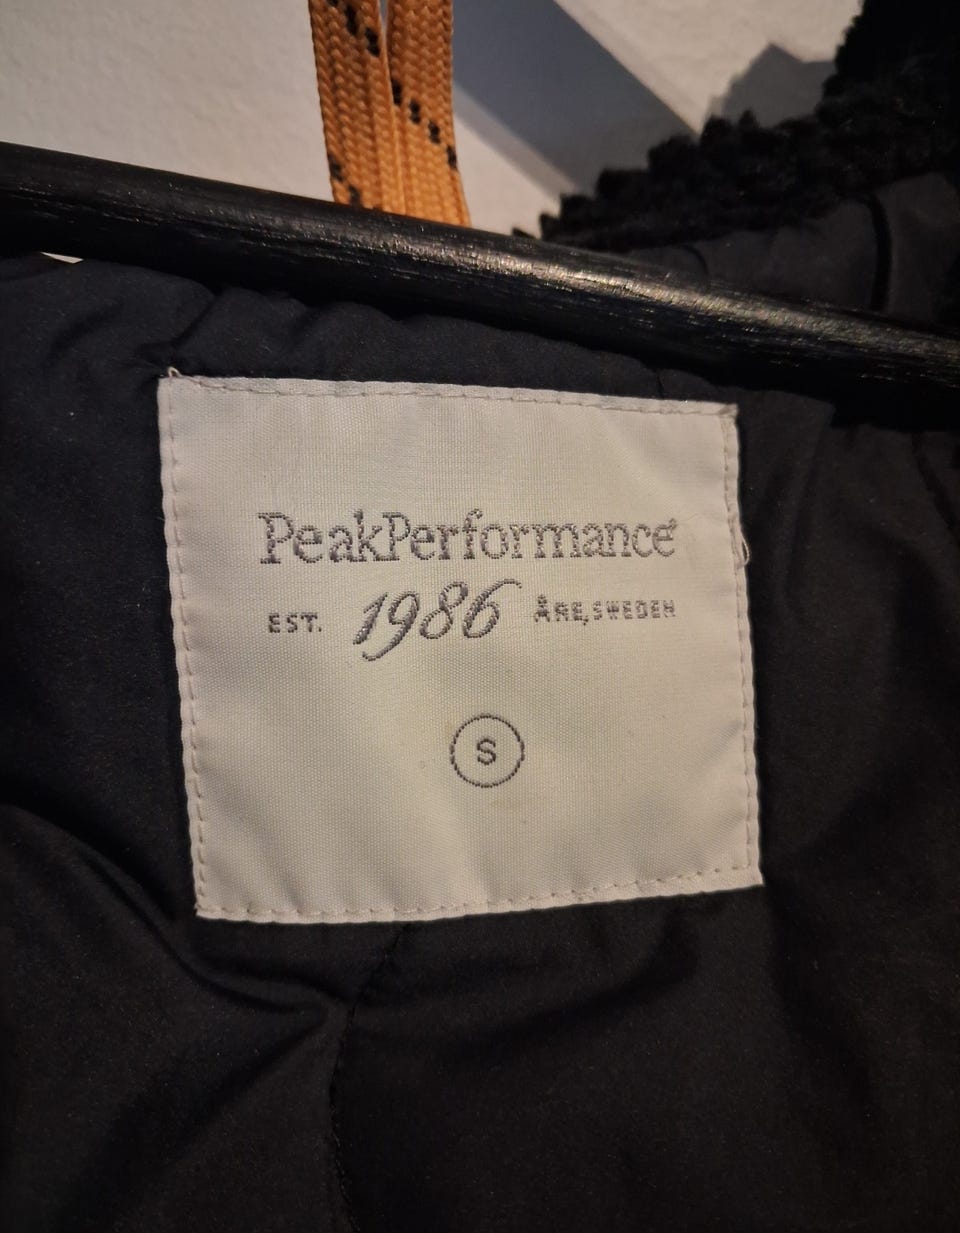 PeakPerformance®
EST. 1986 ÅRE, SWEDEN
S